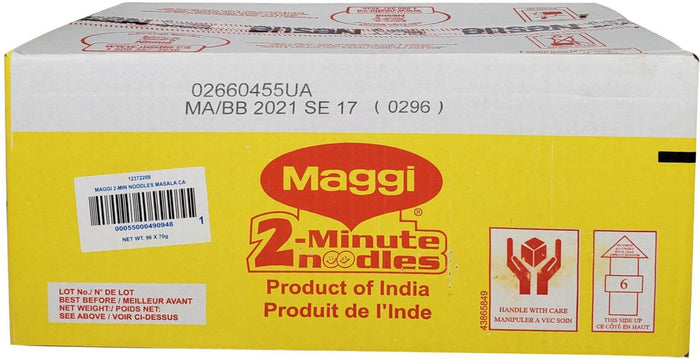 Nestlé
02660455UA
MA/BB 2021 SE 17 ( 0296 )
12372209
MAGGI 2-MIN NOODLES MASALA CA
00055000490948 1
NET WT. 96 X 70g
Maggi
®
2-Minute
noodles
Product of India
Produit de l'Inde
LOT No./ N° DE LOT
BEST BEFORE / MEILLEUR AVANT
NET WEIGHT:/ POIDS NET:
SEE ABOVE / VOIR CI-DESSUS
43865849
HANDLE WITH CARE
MANIPULER A VEC SOIN
6
THIS SIDE UP
CE CÔTÉ EN HAUT